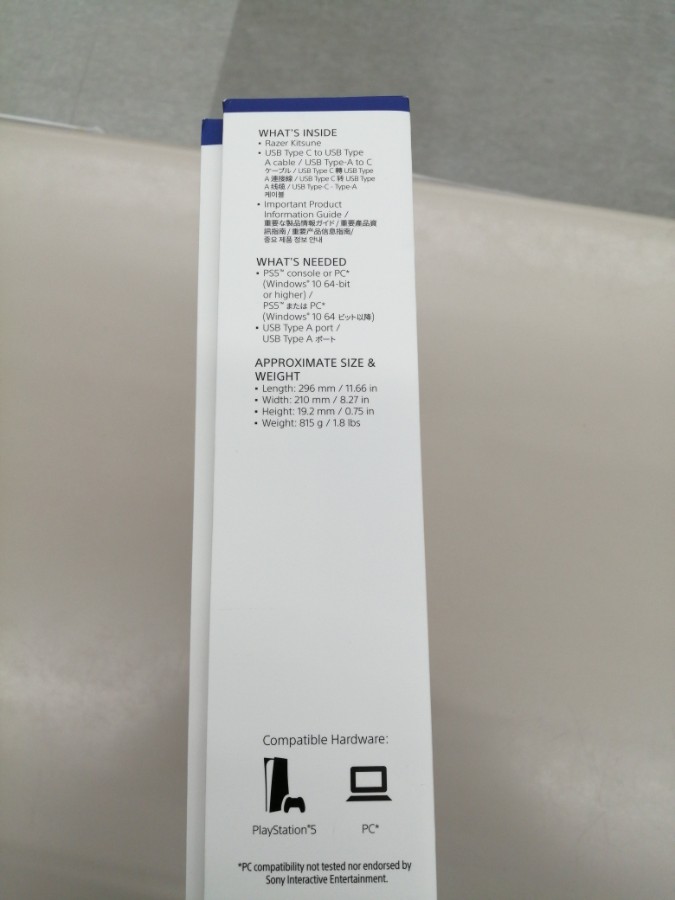 WHAT'S INSIDE
• Razer Kitsune
• USB Type C to USB Type
A cable / USB Type-A to C
ケーブル / USB Type C 轉 USB Type
A 連接線 / USB Type C 转 USB Type
A 线缆 / USB Type-C - Type-A
케이블
• Important Product
Information Guide /
重要な製品情報ガイド / 重要產品資
訊指南 / 重要产品信息指南/
중요 제품 정보 안내
WHAT'S NEEDED
• PS5™ console or PC*
(Windows® 10 64-bit
or higher) /
PS5™ または PC*
(Windows® 10 64 ビット以降)
• USB Type A port /
USB Type A ポート
APPROXIMATE SIZE &
WEIGHT
• Length: 296 mm / 11.66 in
• Width: 210 mm / 8.27 in
• Height: 19.2 mm / 0.75 in
• Weight: 815 g / 1.8 lbs
Compatible Hardware:
PlayStation®5 PC*
*PC compatibility not tested nor endorsed by
Sony Interactive Entertainment.